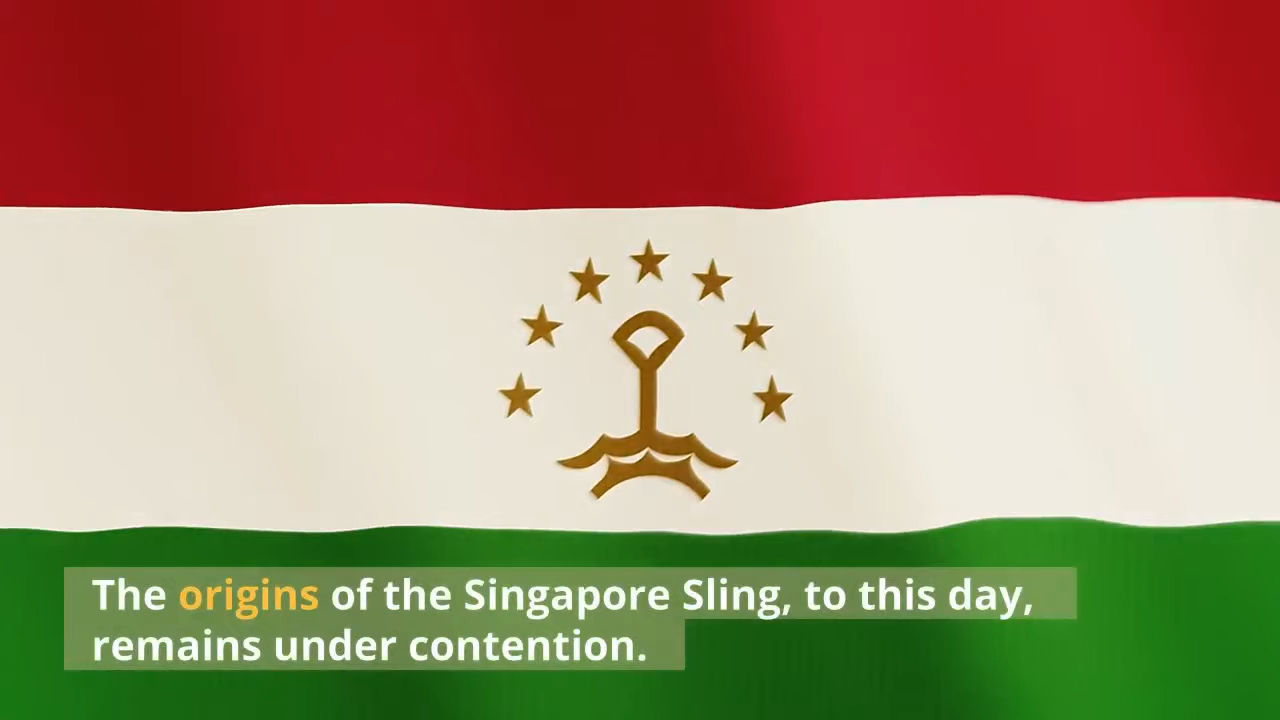 The origins of the Singapore Sling, to this day,
remains under contention.